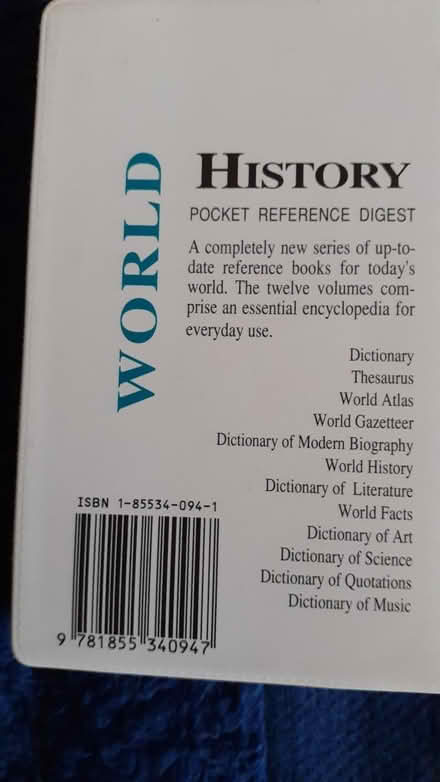 WORLD
HISTORY
POCKET REFERENCE DIGEST
A completely new series of up-to-
date reference books for today's
world. The twelve volumes com-
prise an essential encyclopedia for
everyday use.
Dictionary
Thesaurus
World Atlas
World Gazetteer
Dictionary of Modern Biography
World History
Dictionary of Literature
World Facts
Dictionary of Art
Dictionary of Science
Dictionary of Quotations
Dictionary of Music
ISBN 1-85534-094-1
9 781855 340947